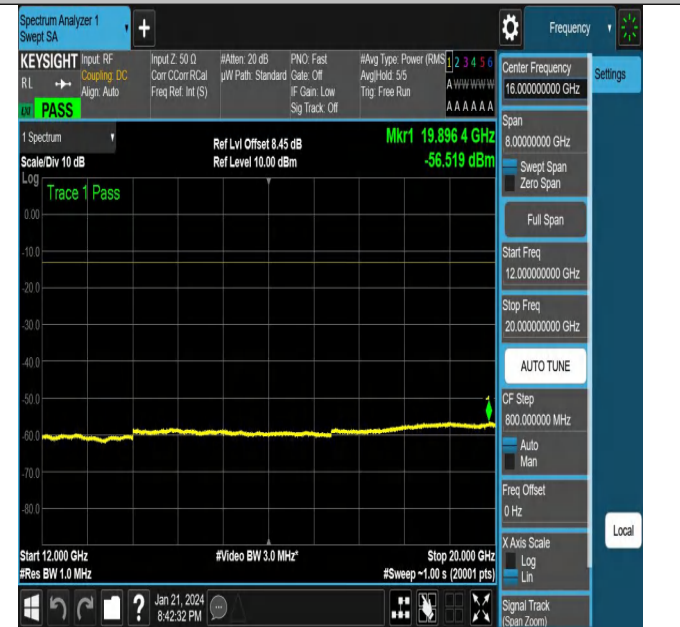 Spectrum Analyzer 1
Swept SA
+
Frequency
KEYSIGHT
RL
PASS
Input: RF
Coupling: DC
Align: Auto
Input Z: 50 Ω
Corr CCorr RCal
Freq Ref: Int (S)
#Atten: 20 dB
µW Path: Standard
PNO: Fast
Gate: Off
IF Gain: Low
Sig Track: Off
#Avg Type: Power (RMS
Avg|Hold: 5/5
Trig: Free Run
1 2 3 4 5 6
A W W W W W
A A A A A A
1 Spectrum
Scale/Div 10 dB
Log
Ref Lvl Offset 8.45 dB
Ref Level 10.00 dBm
Mkr1 19.896 4 GHz
-56.519 dBm
Trace 1 Pass
0.00
-10.0
-20.0
-30.0
-40.0
-50.0
-60.0
-70.0
-80.0
1
Start 12.000 GHz
#Res BW 1.0 MHz
#Video BW 3.0 MHz*
Stop 20.000 GHz
#Sweep ~1.00 s (20001 pts)
Center Frequency
16.000000000 GHz
Settings
Span
8.00000000 GHz
Swept Span
Zero Span
Full Span
Start Freq
12.000000000 GHz
Stop Freq
20.000000000 GHz
AUTO TUNE
CF Step
800.000000 MHz
Auto
Man
Freq Offset
0 Hz
X Axis Scale
Log
Lin
Local
Signal Track
(Span Zoom)
?
Jan 21, 2024
8:42:32 PM